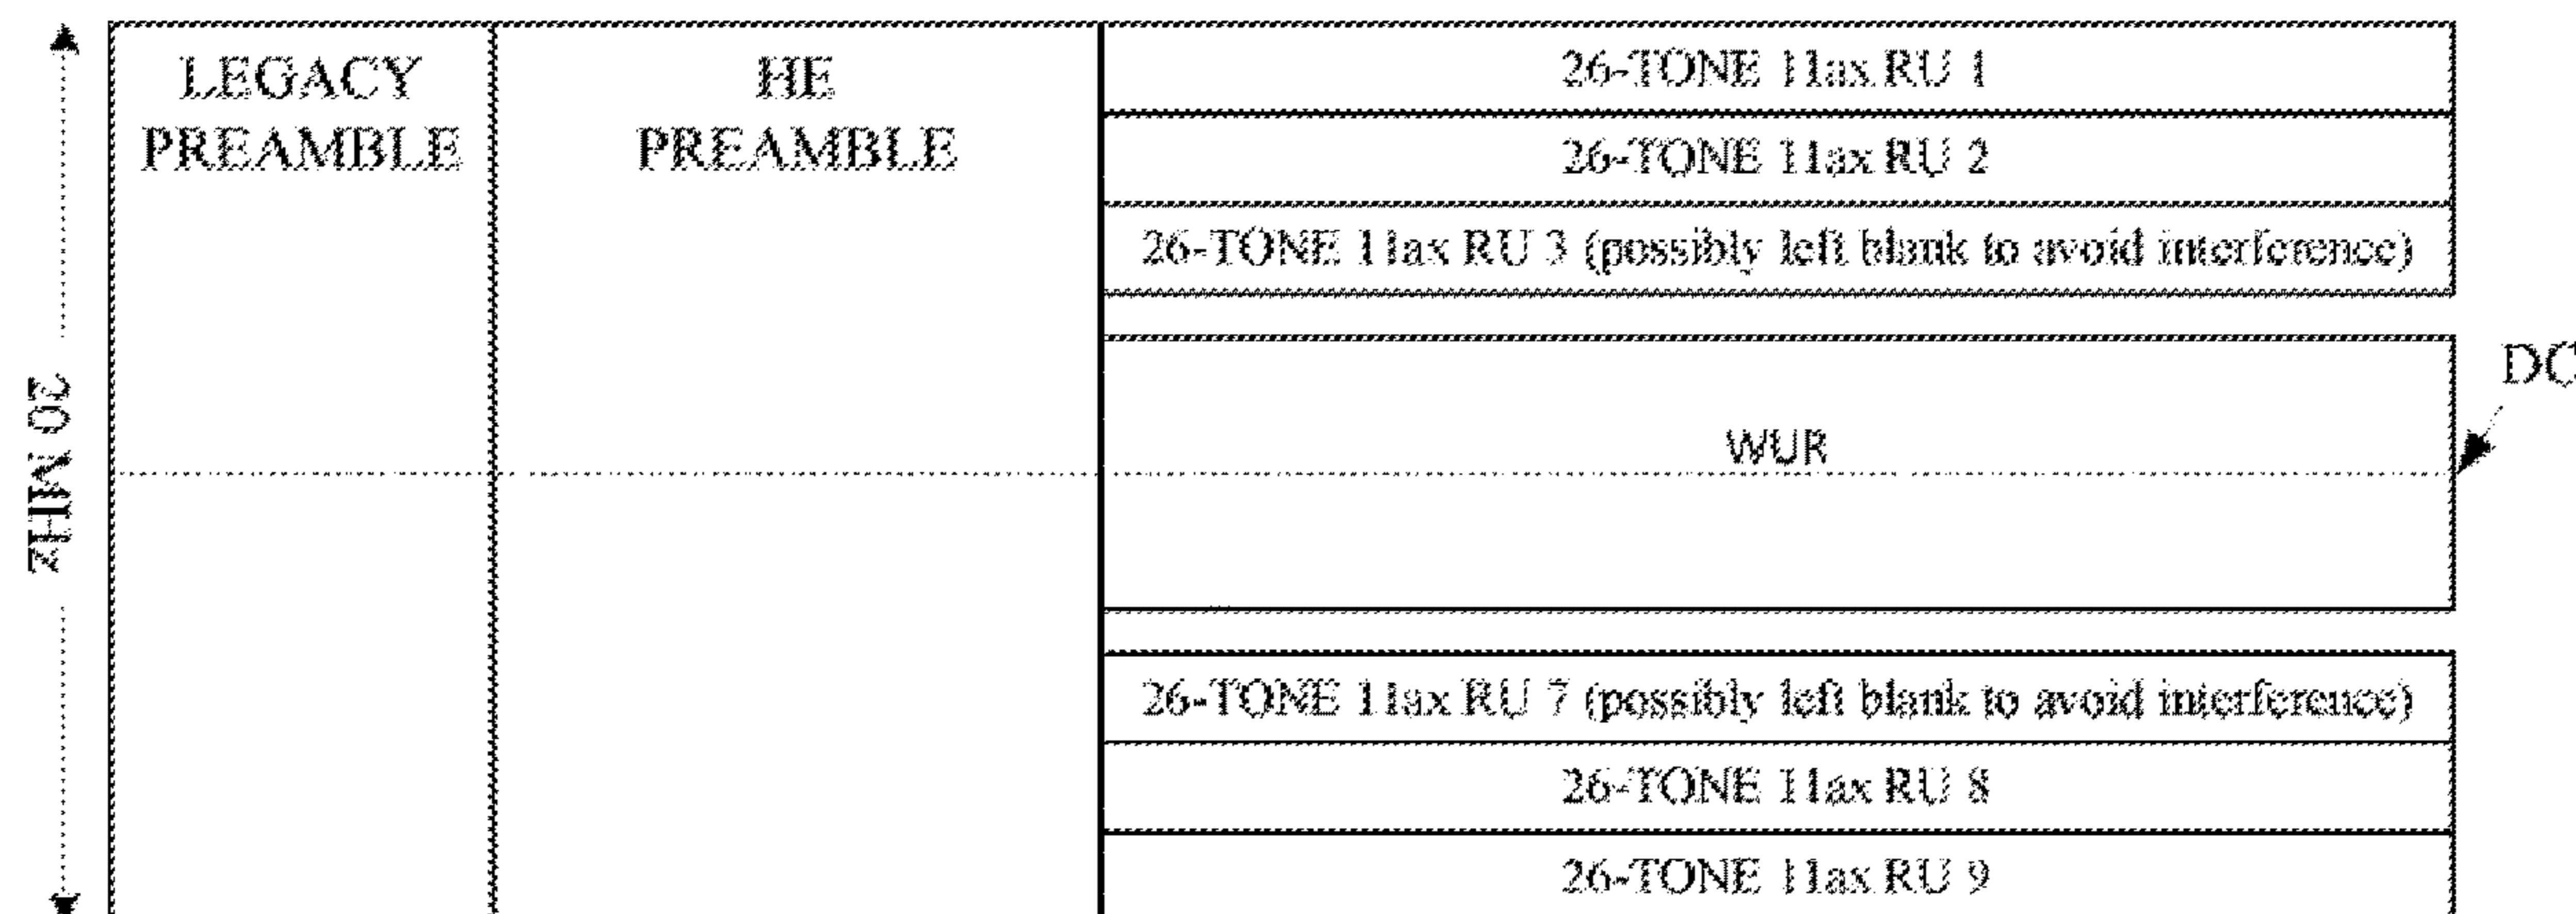 20 MHz
LEGACY
PREAMBLE
HE
PREAMBLE
26-TONE 11ax RU 1
26-TONE 11ax RU 2
26-TONE 11ax RU 3 (possibly left blank to avoid interference)
WUR
DC
26-TONE 11ax RU 7 (possibly left blank to avoid interference)
26-TONE 11ax RU 8
26-TONE 11ax RU 9